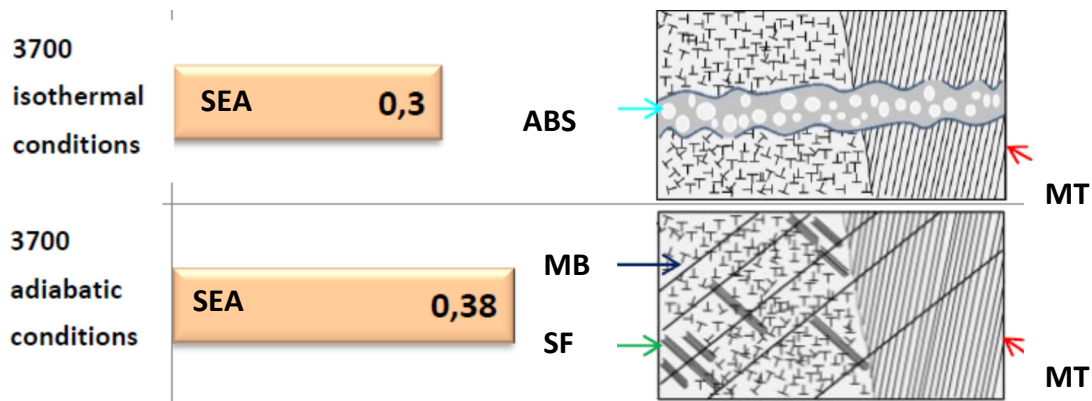 3700
isothermal
conditions
SEA 0,3
ABS
MT
3700
adiabatic
conditions
SEA 0,38
MB
SF
MT